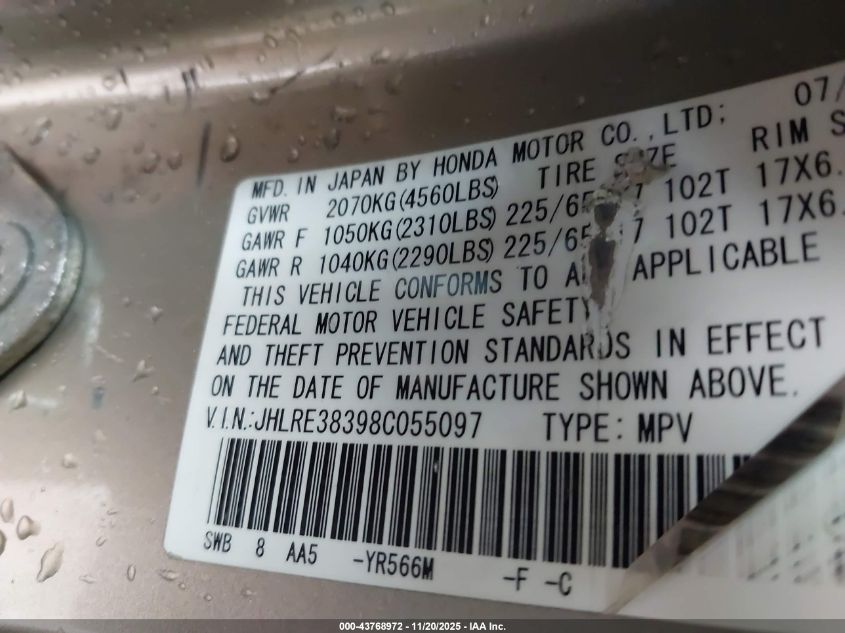 MFD. IN JAPAN BY HONDA MOTOR CO.,LTD; 07/
GVWR 2070KG(4560LBS) TIRE RIM S
GAWR F 1050KG(2310LBS) 225/65 7 102T 17X6.
GAWR R 1040KG(2290LBS) 225/65 7 102T 17X6.
THIS VEHICLE CONFORMS TO A APPLICABLE
FEDERAL MOTOR VEHICLE SAFETY
AND THEFT PREVENTION STANDARDS IN EFFECT
ON THE DATE OF MANUFACTURE SHOWN ABOVE.
V.I.N.:JHLRE38398C055097 TYPE: MPV
SWB 8 AA5 -YR566M -F -C
000-43768972 - 11/20/2025 - IAA Inc.